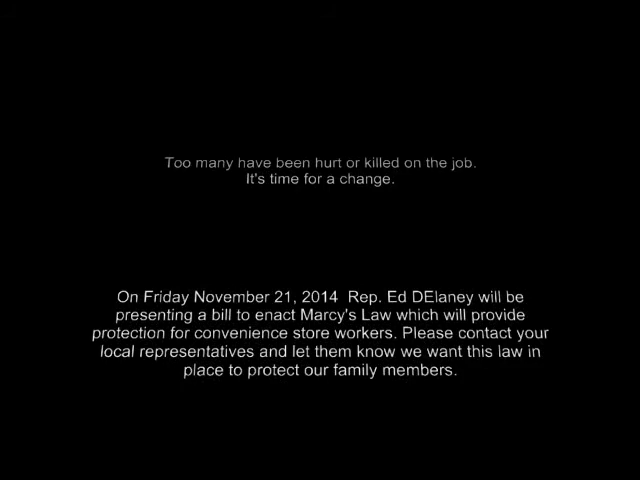 Too many have been hurt or killed on the job.
It's time for a change.
On Friday November 21, 2014  Rep. Ed DElaney will be
presenting a bill to enact Marcy's Law which will provide
protection for convenience store workers. Please contact your
local representatives and let them know we want this law in
place to protect our family members.